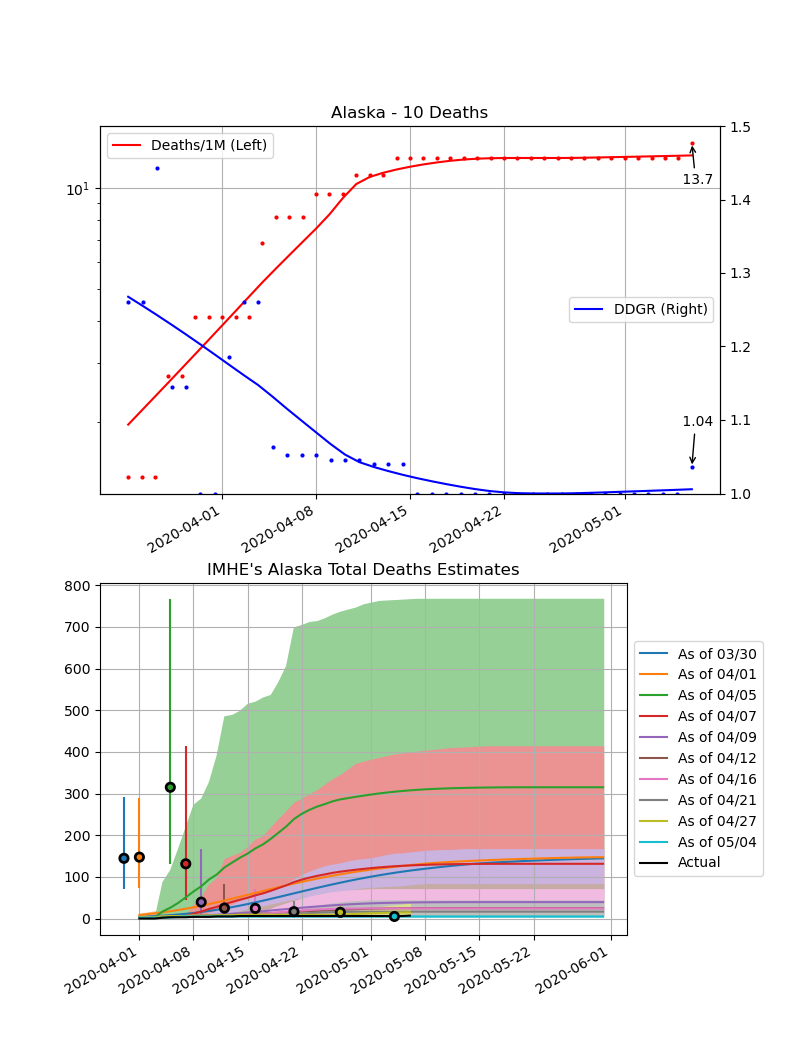 Alaska - 10 Deaths
Deaths/1M (Left)
DDGR (Right)
13.7
1.04
10^1
1.5
1.4
1.3
1.2
1.1
1.0
2020-04-01
2020-04-08
2020-04-15
2020-04-22
2020-05-01
IMHE's Alaska Total Deaths Estimates
800
700
600
500
400
300
200
100
0
2020-04-01
2020-04-08
2020-04-15
2020-04-22
2020-05-01
2020-05-08
2020-05-15
2020-05-22
2020-06-01
As of 03/30
As of 04/01
As of 04/05
As of 04/07
As of 04/09
As of 04/12
As of 04/16
As of 04/21
As of 04/27
As of 05/04
Actual